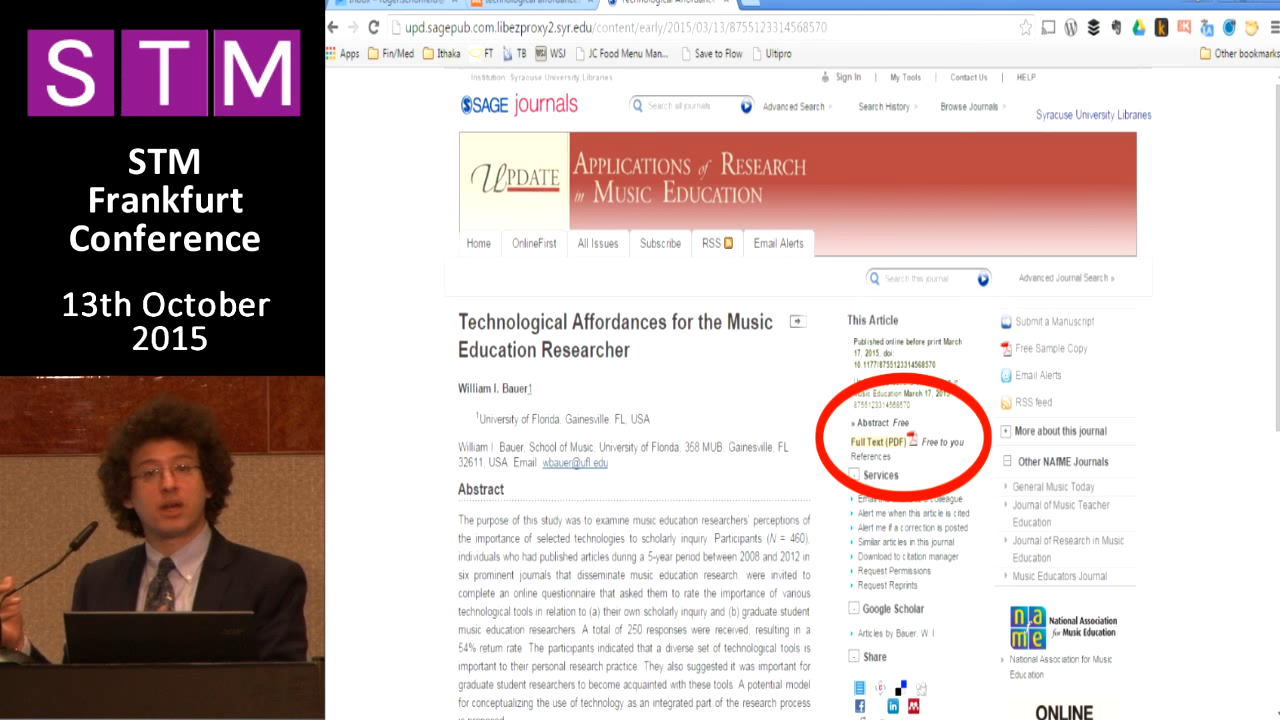 STM
STM
Frankfurt
Conference
13th October
2015
upd.sagepub.com.libezproxy2.syr.edu/content/early/2015/03/13/8755123314568570
Apps Fin/Med Ithaka FT TB WSJ JC Food Menu Man... Save to Flow Ultipro Other bookmarks
Institution: Syracuse University Libraries
Sign In | My Tools | Contact Us | HELP
SAGE journals
Search all journals
Advanced Search Search History Browse Journals
Syracuse University Libraries
UPDATE
APPLICATIONS of RESEARCH
in MUSIC EDUCATION
Home OnlineFirst All Issues Subscribe RSS Email Alerts
Search this journal
Advanced Journal Search »
Technological Affordances for the Music
Education Researcher
William I. Bauer1
1University of Florida, Gainesville, FL, USA
William I. Bauer, School of Music, University of Florida, 358 MUB, Gainesville, FL
32611, USA. Email: wbauer@ufl.edu
Abstract
The purpose of this study was to examine music education researchers' perceptions of
the importance of selected technologies to scholarly inquiry. Participants (N = 460),
individuals who had published articles during a 5-year period between 2008 and 2012 in
six prominent journals that disseminate music education research, were invited to
complete an online questionnaire that asked them to rate the importance of various
technological tools in relation to (a) their own scholarly inquiry and (b) graduate student
music education researchers. A total of 250 responses were received, resulting in a
54% return rate. The participants indicated that a diverse set of technological tools is
important to their personal research practice. They also suggested it was important for
graduate student researchers to become acquainted with these tools. A potential model
for conceptualizing the use of technology as an integrated part of the research process
This Article
Published online before print March
17, 2015, doi:
10.1177/8755123314568570
Music Education March 17, 2015
8755123314568570
» Abstract Free
Full Text (PDF) Free to you
References
Services
Email this article to a colleague
Alert me when this article is cited
Alert me if a correction is posted
Similar articles in this journal
Download to citation manager
Request Permissions
Request Reprints
Google Scholar
Articles by Bauer, W. I.
Share
Submit a Manuscript
Free Sample Copy
Email Alerts
RSS feed
More about this journal
Other NAfME Journals
General Music Today
Journal of Music Teacher
Education
Journal of Research in Music
Education
Music Educators Journal
name
National Association
for Music Education
National Association for Music
Education
ONLINE